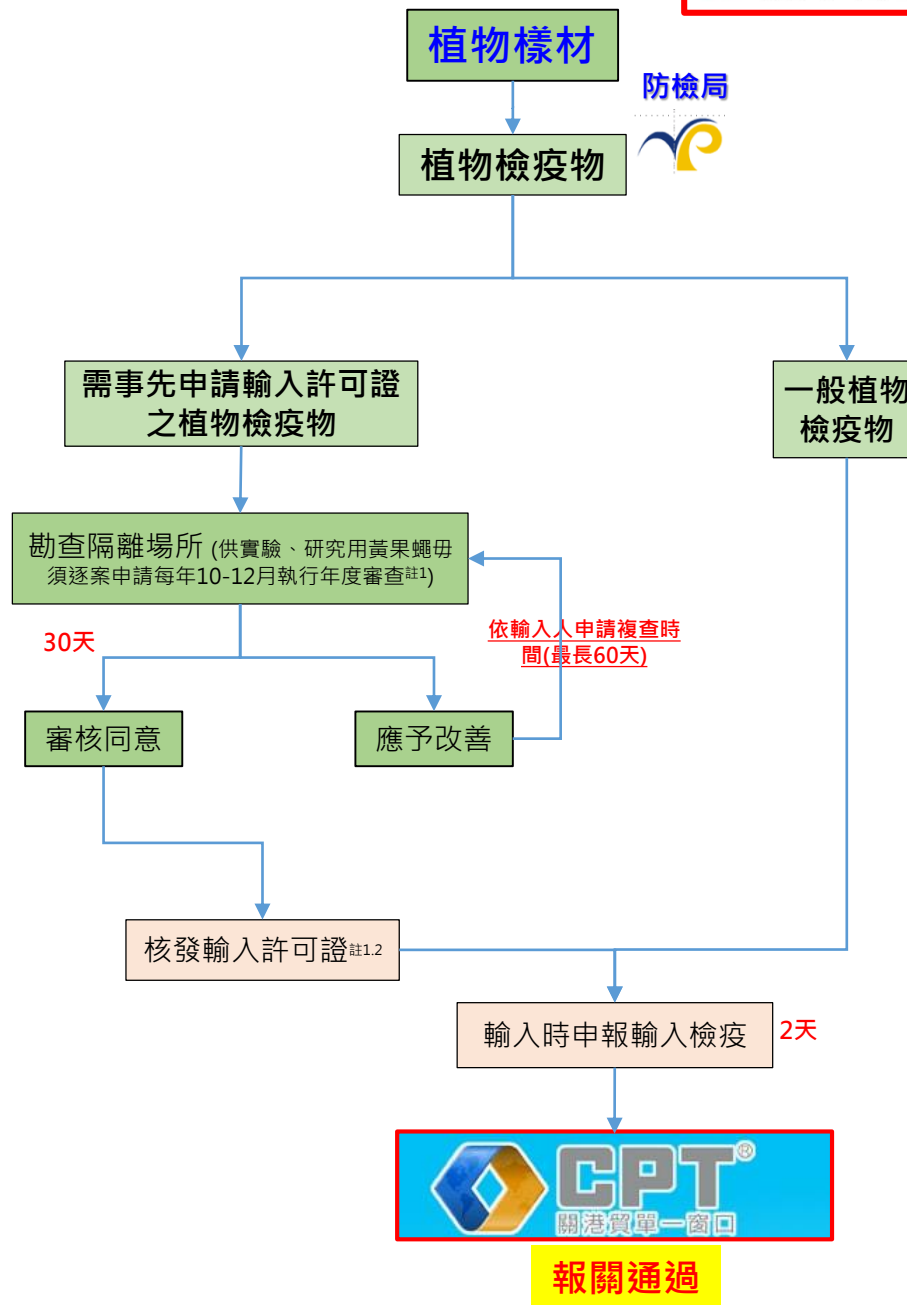 植物樣材
防檢局
植物檢疫物
需事先申請輸入許可證
之植物檢疫物
一般植物
檢疫物
勘查隔離場所 (供實驗、研究用黃果蠅毋
須逐案申請每年10-12月執行年度審查註1)
30天
依輸入人申請複查時
間(最長60天)
審核同意
應予改善
核發輸入許可證註1.2
輸入時申報輸入檢疫
2天
CPT®
關港貿單一窗口
報關通過